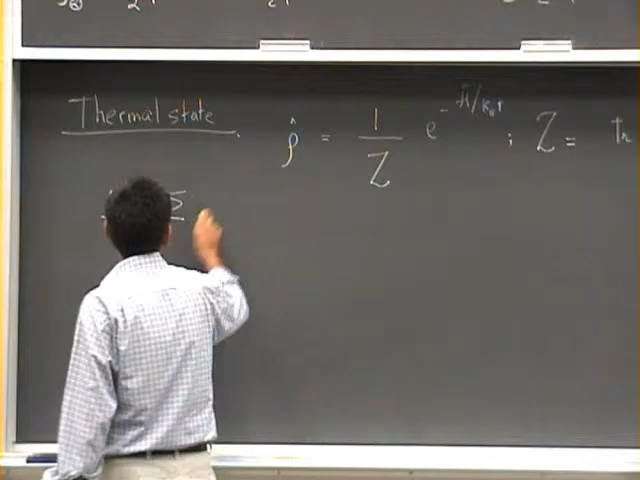 Thermal state
ρ̂ = 1/Z e^-Ĥ/k_BT ; Z = tr
Σ